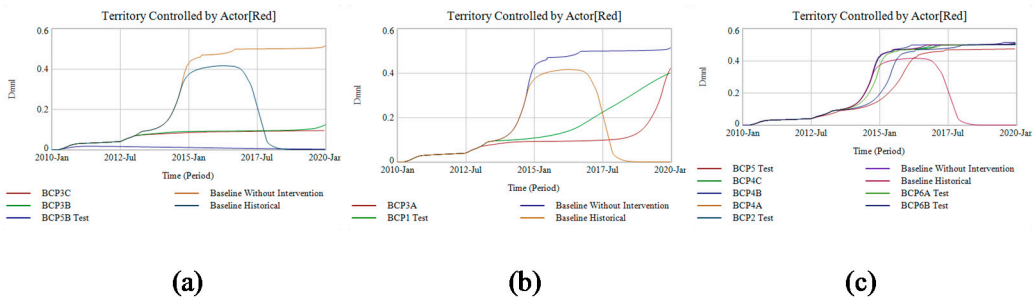 Territory Controlled by Actor[Red]
0.6
0.4
0.2
0
Dmnl
2010-Jan 2012-Jul 2015-Jan 2017-Jul 2020-Jan
Time (Period)
BCP3C
BCP3B
BCP5B Test
Baseline Without Intervention
Baseline Historical
(a)
Territory Controlled by Actor[Red]
0.6
0.4
0.2
0
Dmnl
2010-Jan 2012-Jul 2015-Jan 2017-Jul 2020-Jan
Time (Period)
BCP3A
BCP1 Test
Baseline Without Intervention
Baseline Historical
(b)
Territory Controlled by Actor[Red]
0.6
0.4
0.2
0
Dmnl
2010-Jan 2012-Jul 2015-Jan 2017-Jul 2020-Jan
Time (Period)
BCP5 Test
BCP4C
BCP4B
BCP4A
BCP2 Test
Baseline Without Intervention
Baseline Historical
BCP6A Test
BCP6B Test
(c)